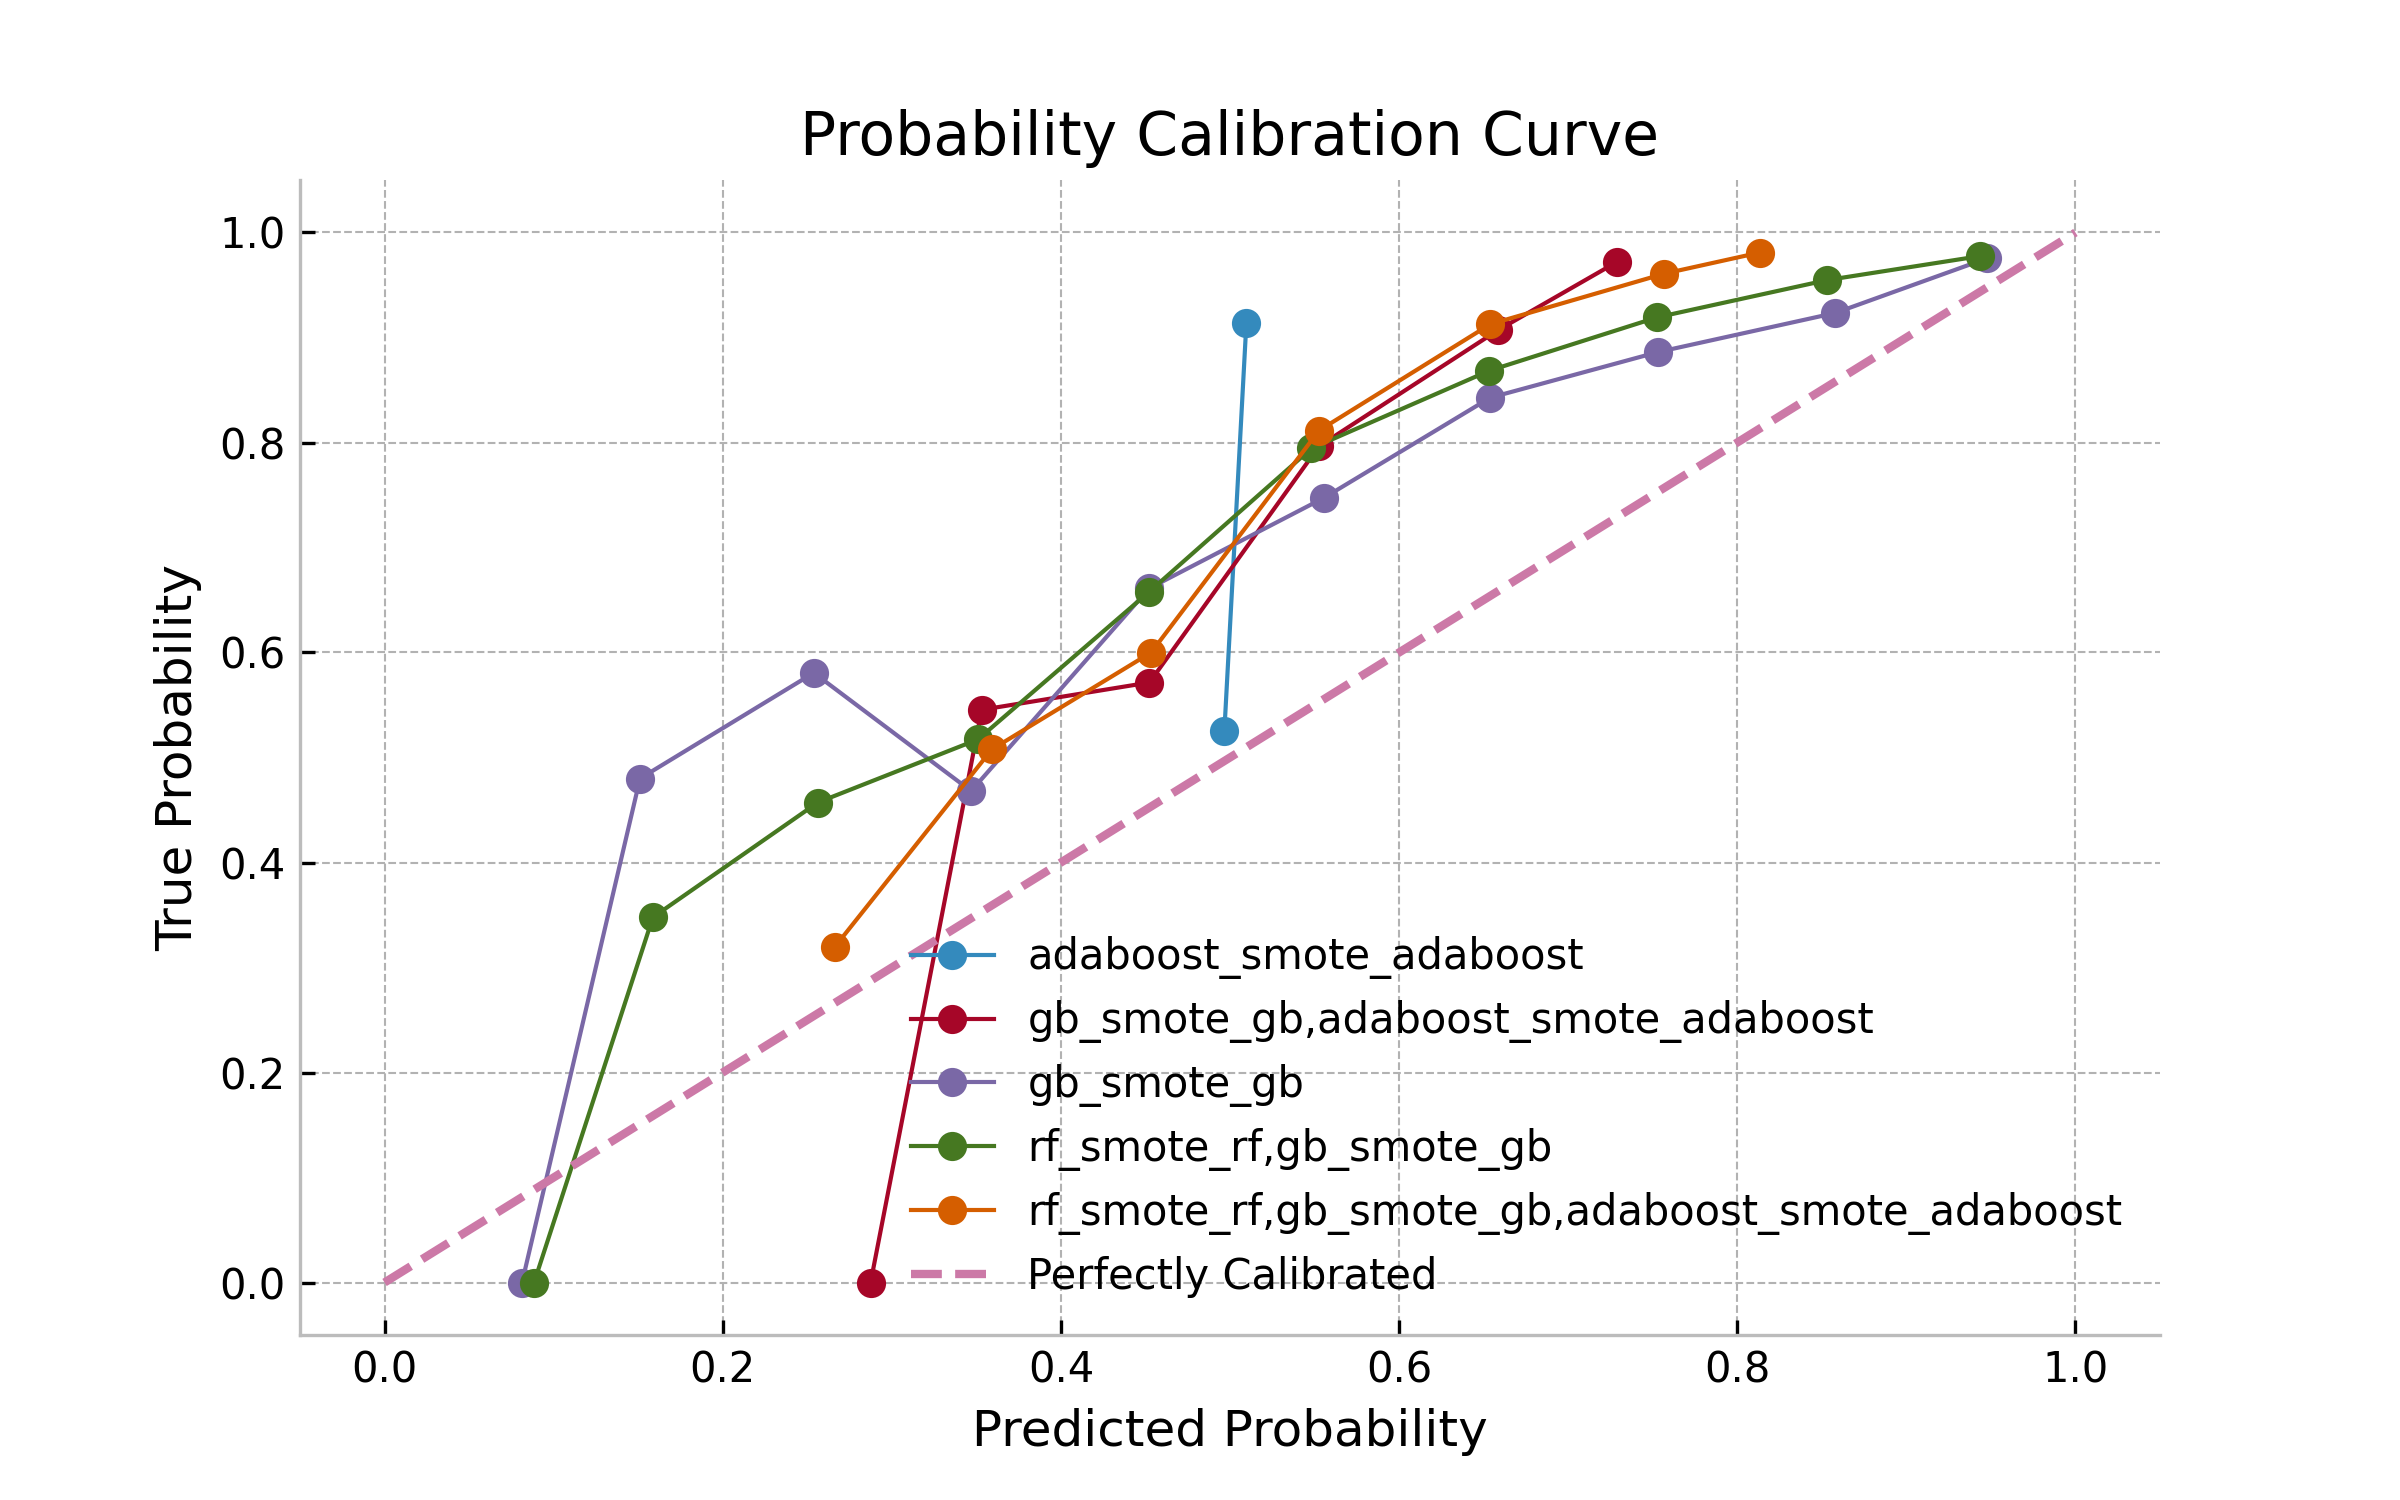 Probability Calibration Curve
True Probability
1.0
0.8
0.6
0.4
0.2
0.0
adaboost_smote_adaboost
gb_smote_gb,adaboost_smote_adaboost
gb_smote_gb
rf_smote_rf,gb_smote_gb
rf_smote_rf,gb_smote_gb,adaboost_smote_adaboost
Perfectly Calibrated
0.0 0.2 0.4 0.6 0.8 1.0
Predicted Probability